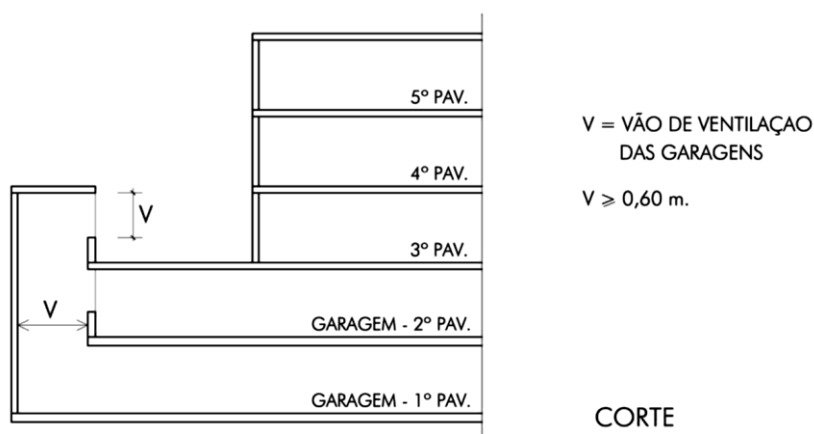 5º PAV.
V = VÃO DE VENTILAÇAO
DAS GARAGENS
4º PAV.
V ⩾ 0,60 m.
V
3º PAV.
V
GARAGEM - 2º PAV.
GARAGEM - 1º PAV.
CORTE